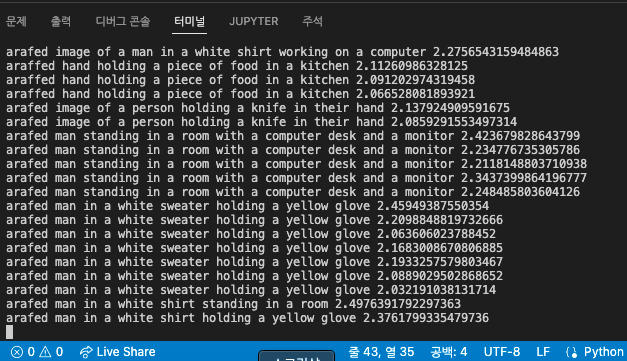 문제 출력 디버그 콘솔 터미널 JUPYTER 주석
arafed image of a man in a white shirt working on a computer 2.2756543159484863
araffed hand holding a piece of food in a kitchen 2.11260986328125
araffed hand holding a piece of food in a kitchen 2.091202974319458
araffed hand holding a piece of food in a kitchen 2.066528081893921
arafed image of a person holding a knife in their hand 2.137924909591675
arafed image of a person holding a knife in their hand 2.0859291553497314
arafed man standing in a room with a computer desk and a monitor 2.423679828643799
arafed man standing in a room with a computer desk and a monitor 2.234776735305786
arafed man standing in a room with a computer desk and a monitor 2.2118148803710938
arafed man standing in a room with a computer desk and a monitor 2.3437399864196777
arafed man standing in a room with a computer desk and a monitor 2.248485803604126
arafed man in a white sweater holding a yellow glove 2.45949387550354
arafed man in a white sweater holding a yellow glove 2.2098848819732666
arafed man in a white sweater holding a yellow glove 2.063606023788452
arafed man in a white sweater holding a yellow glove 2.1683008670806885
arafed man in a white sweater holding a yellow glove 2.1933257579803467
arafed man in a white sweater holding a yellow glove 2.0889029502868652
arafed man in a white sweater holding a yellow glove 2.032191038131714
arafed man in a white shirt standing in a room 2.4976391792297363
arafed man in a white shirt holding a yellow glove 2.3761799335479736
0 0 Live Share 줄 43, 열 35 공백: 4 UTF-8 LF Python